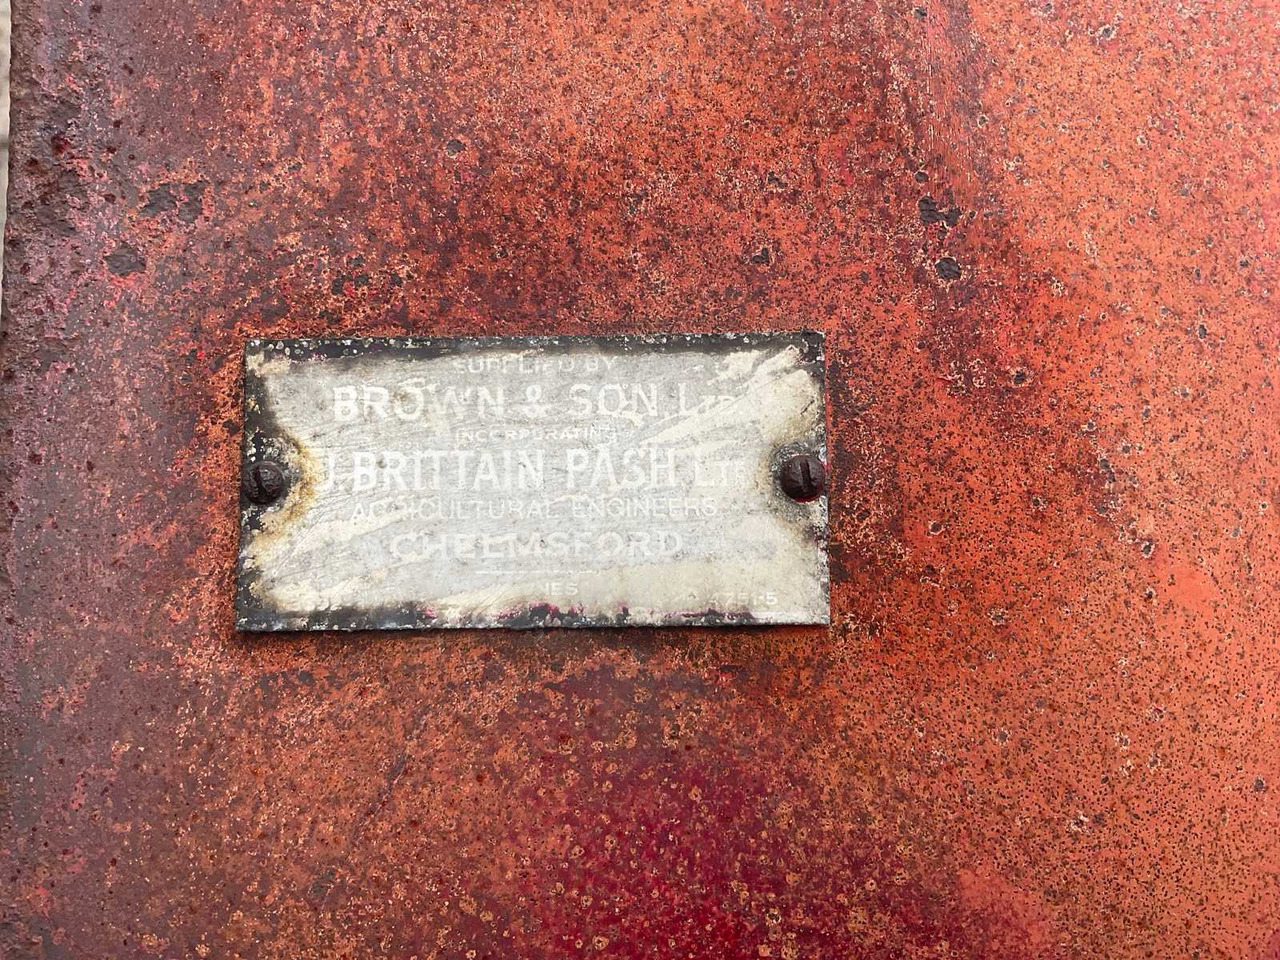 SUPPLIED BY
BROWN & SON LTD
INCORPORATING
J. BRITTAIN PASH LTD
AGRICULTURAL ENGINEERS
CHELMSFORD